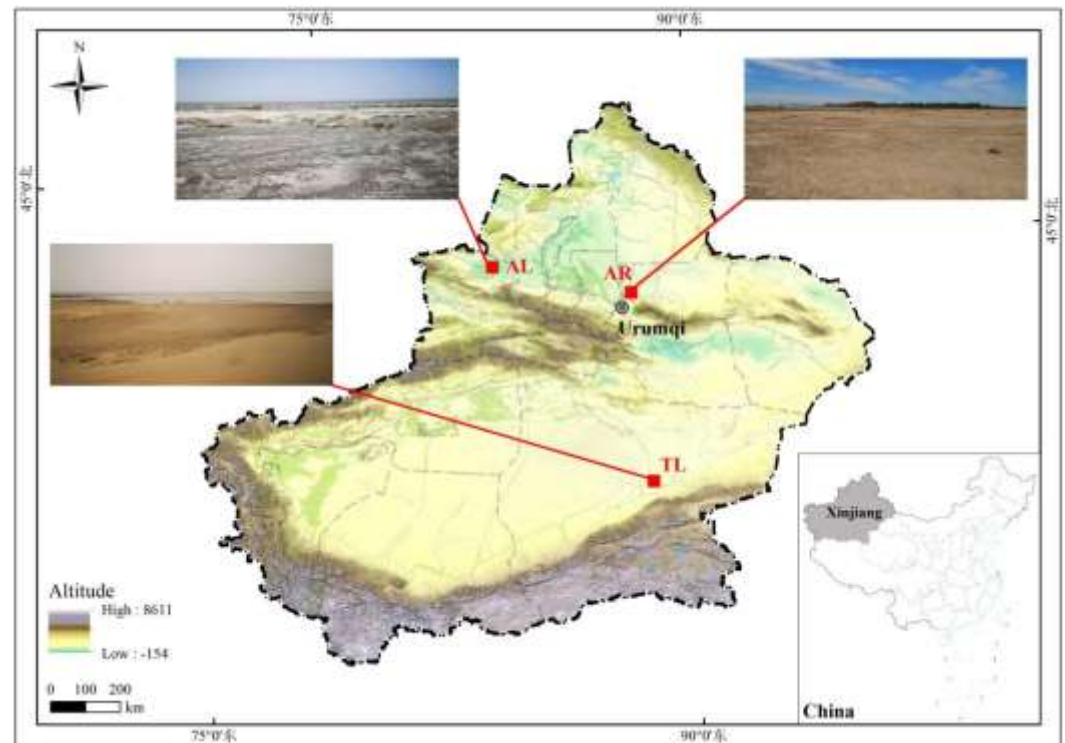 75°0'东
90°0'东
N
45°0'北
45°0'北
AL
AR
Urumqi
TL
Xinjiang
Altitude
High : 8611
Low : -154
0 100 200
km
China
75°0'东
90°0'东